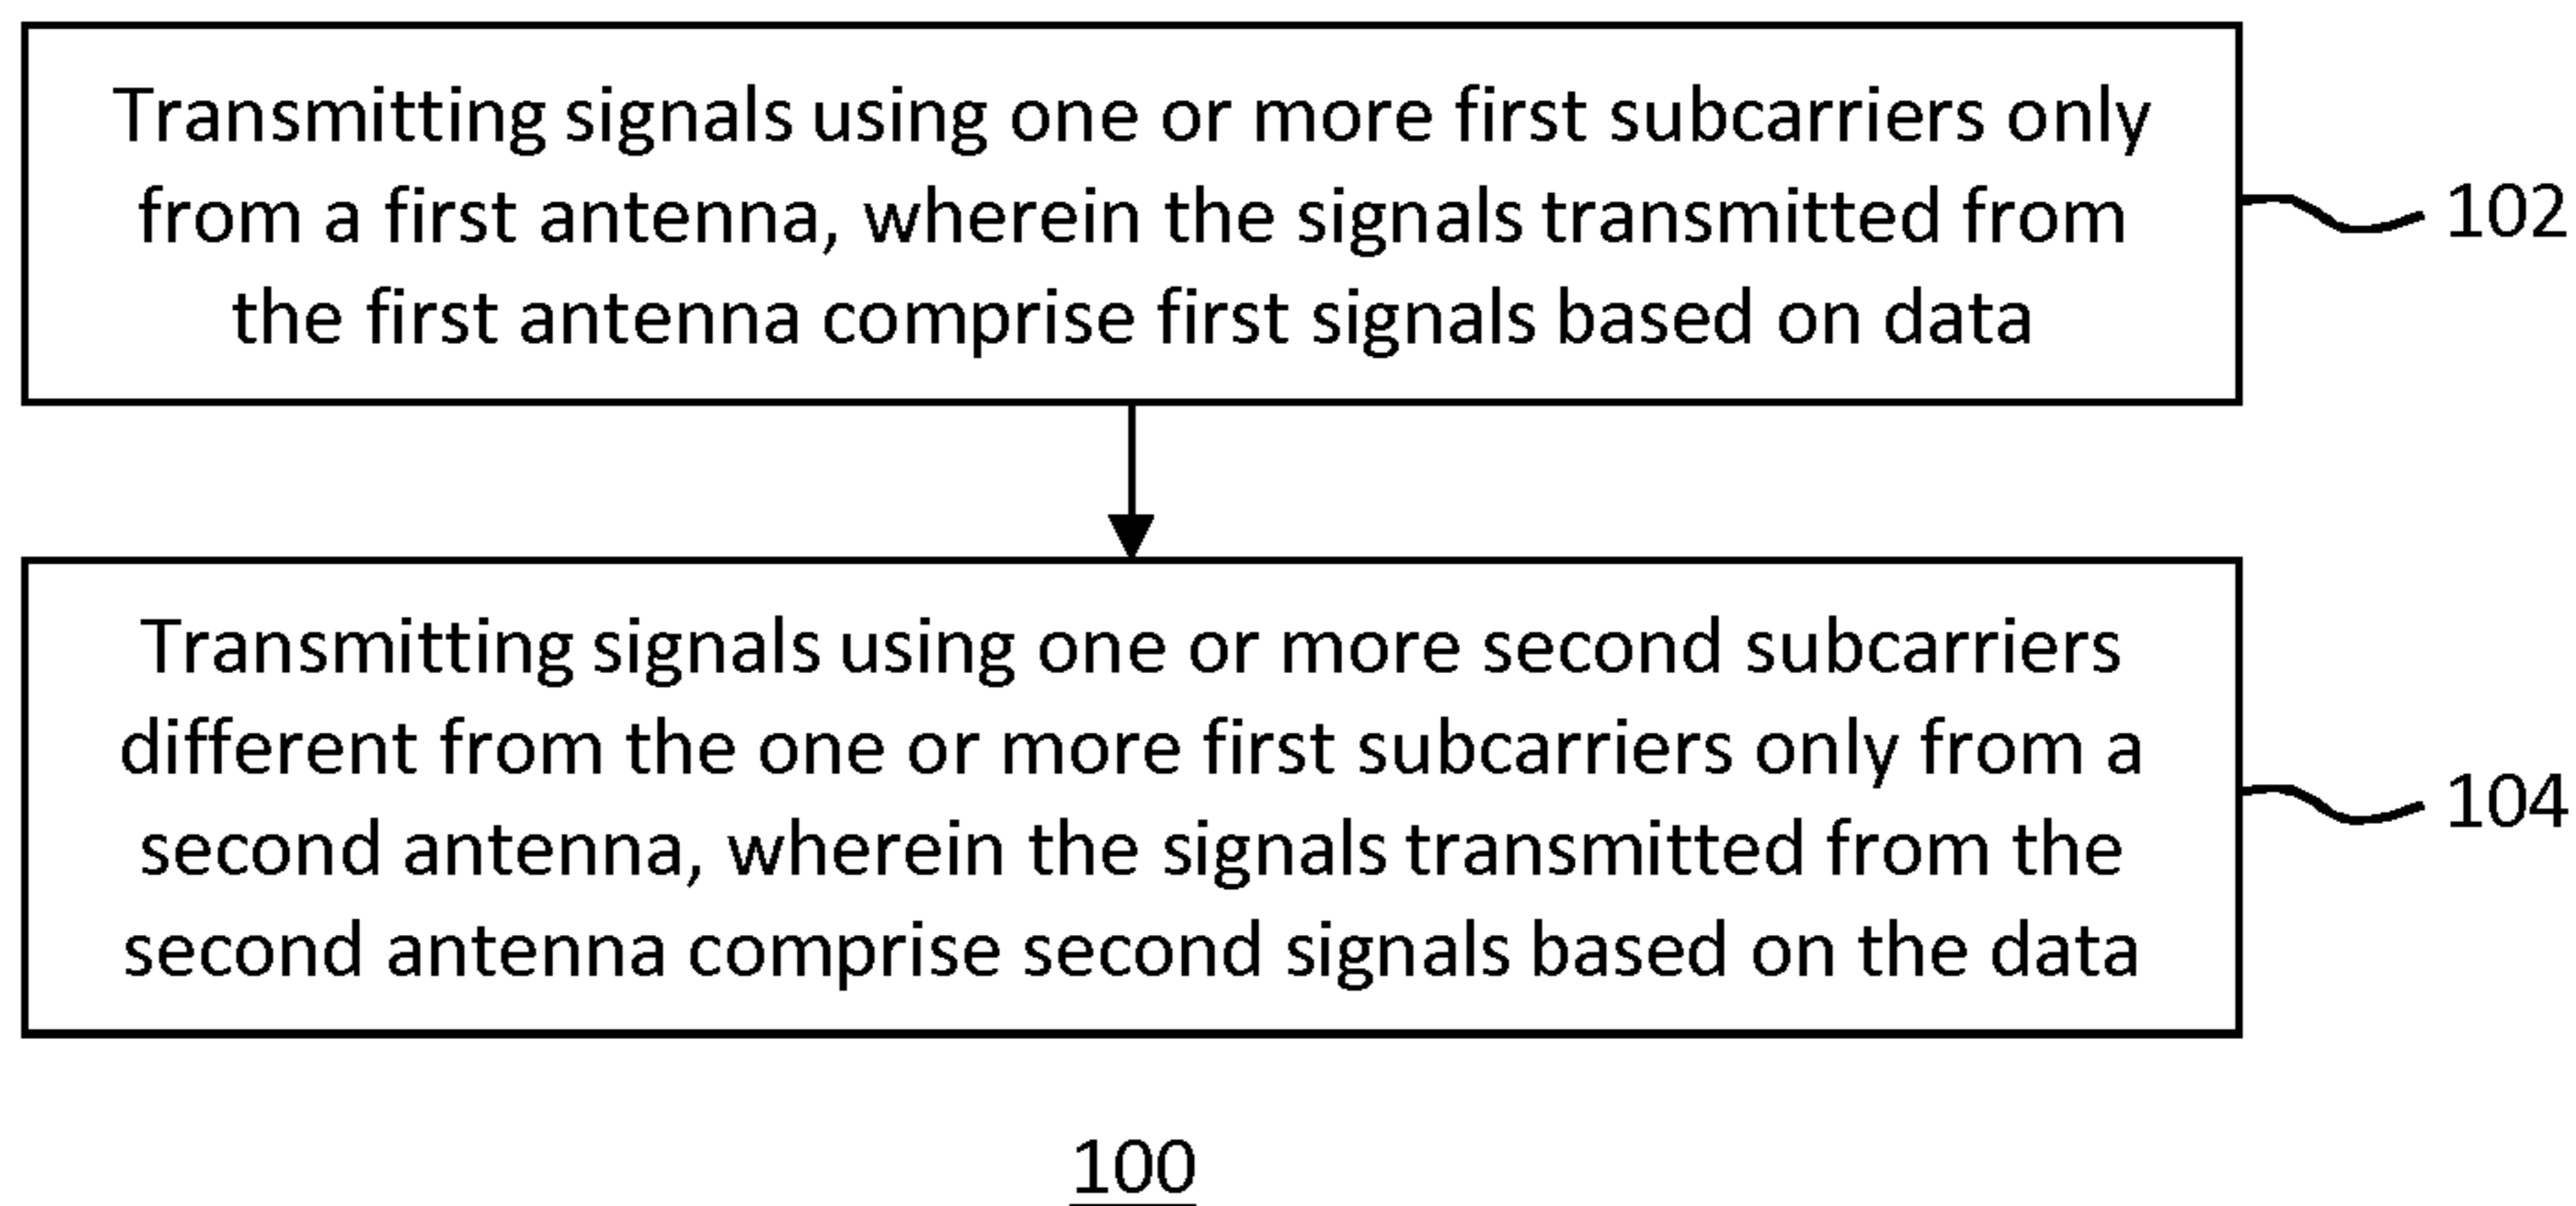 Transmitting signals using one or more first subcarriers only
from a first antenna, wherein the signals transmitted from
the first antenna comprise first signals based on data
102
Transmitting signals using one or more second subcarriers
different from the one or more first subcarriers only from a
second antenna, wherein the signals transmitted from the
second antenna comprise second signals based on the data
104
100